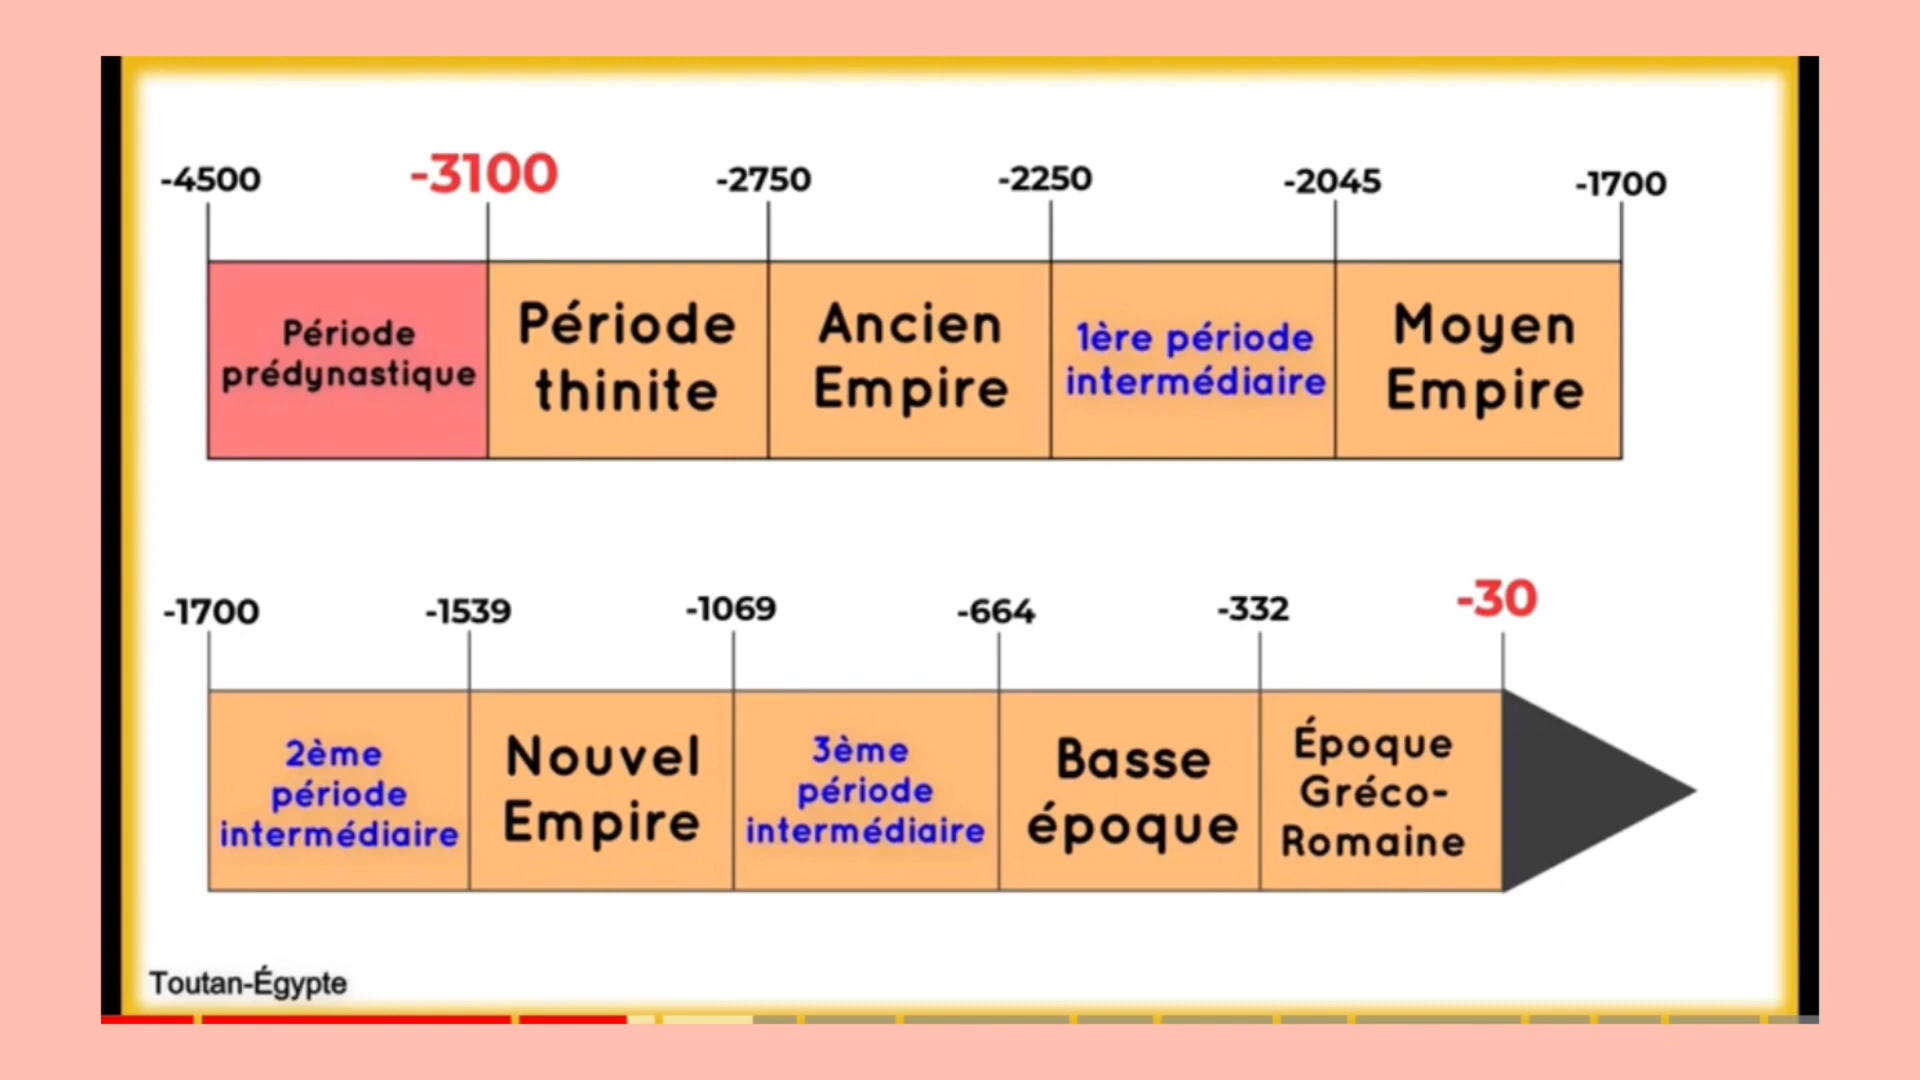 -4500 -3100 -2750 -2250 -2045 -1700
Période
prédynastique
Période
thinite
Ancien
Empire
1ère période
intermédiaire
Moyen
Empire
-1700 -1539 -1069 -664 -332 -30
2ème
période
intermédiaire
Nouvel
Empire
3ème
période
intermédiaire
Basse
époque
Époque
Gréco-
Romaine
Toutan-Égypte